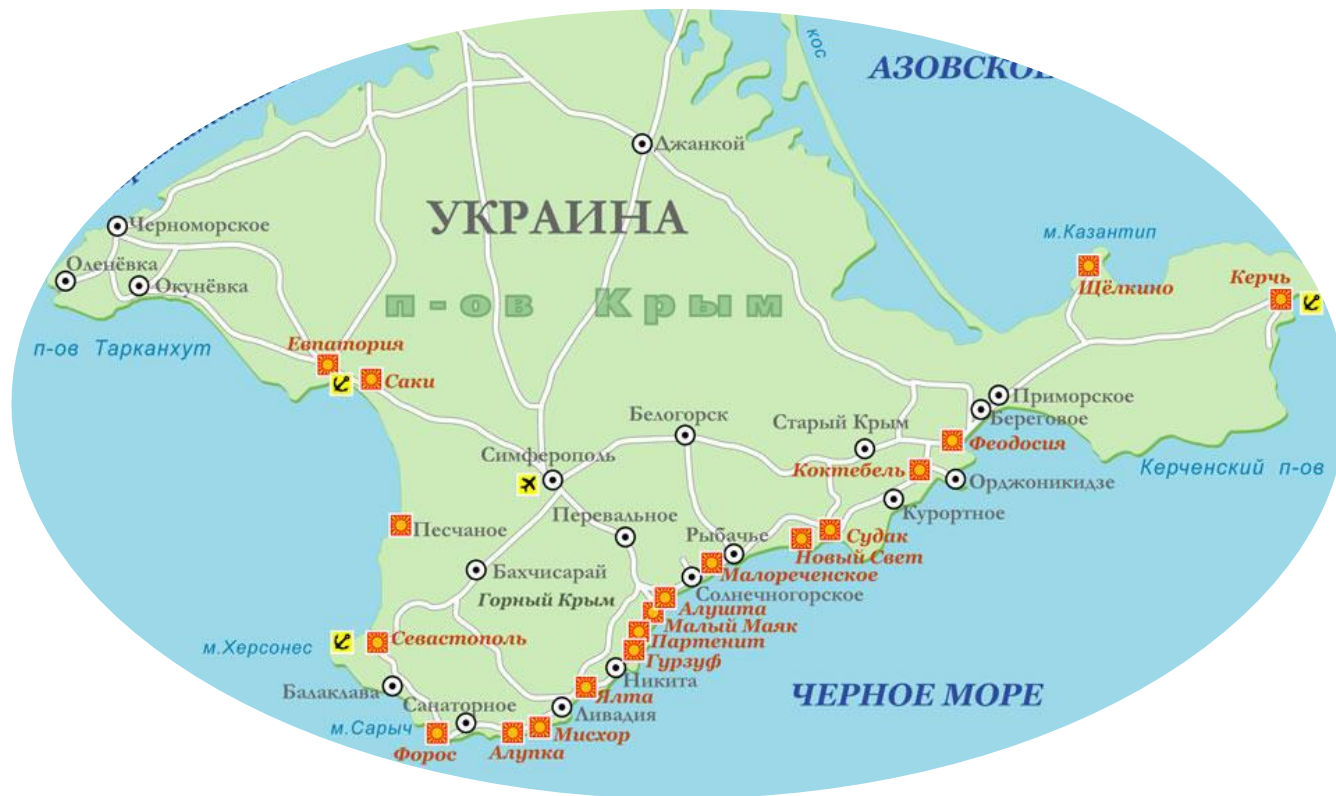 кос
АЗОВСКОЕ
Джанкой
УКРАИНА
Черноморское
м.Казантип
Оленёвка
Окунёвка
Щёлкино
Керчь
п-ов Крым
п-ов Тарканхут
Евпатория
Саки
Приморское
Береговое
Белогорск
Старый Крым
Феодосия
Симферополь
Коктебель
Керченский п-ов
Орджоникидзе
Курортное
Перевальное
Песчаное
Рыбачье
Судак
Новый Свет
Бахчисарай
Малореченское
Горный Крым
Солнечногорское
Алушта
Малый Маяк
Севастополь
Партенит
м.Херсонес
Гурзуф
Никита
Балаклава
Ялта
ЧЕРНОЕ МОРЕ
Санаторное
Ливадия
м.Сарыч
Мисхор
Форос
Алупка